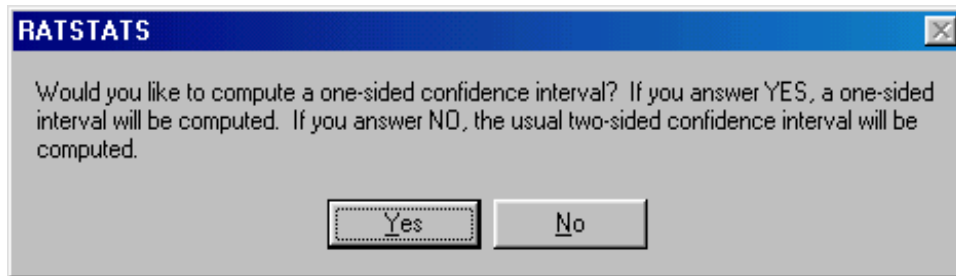 RATSTATS
Would you like to compute a one-sided confidence interval?  If you answer YES, a one-sided
interval will be computed.  If you answer NO, the usual two-sided confidence interval will be
computed.
Yes
No